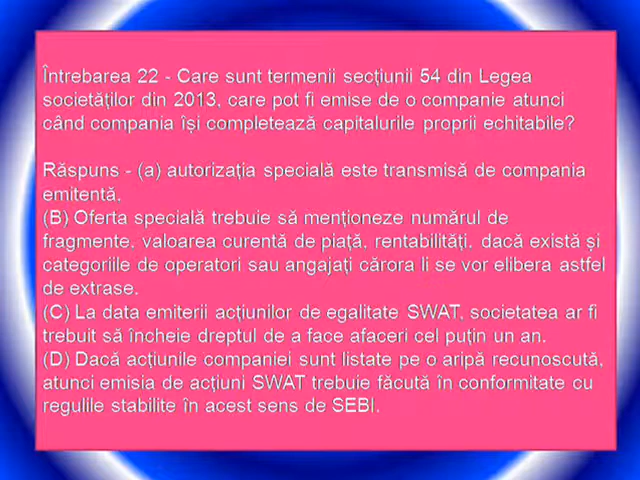 Întrebarea 22 - Care sunt termenii secțiunii 54 din Legea
societăților din 2013, care pot fi emise de o companie atunci
când compania își completează capitalurile proprii echitabile?
Răspuns - (a) autorizația specială este transmisă de compania
emitentă.
(B) Oferta specială trebuie să menționeze numărul de
fragmente, valoarea curentă de piață, rentabilități, dacă există și
categoriile de operatori sau angajați cărora li se vor elibera astfel
de extrase.
(C) La data emiterii acțiunilor de egalitate SWAT, societatea ar fi
trebuit să încheie dreptul de a face afaceri cel puțin un an.
(D) Dacă acțiunile companiei sunt listate pe o aripă recunoscută,
atunci emisia de acțiuni SWAT trebuie făcută în conformitate cu
regulile stabilite în acest sens de SEBI.